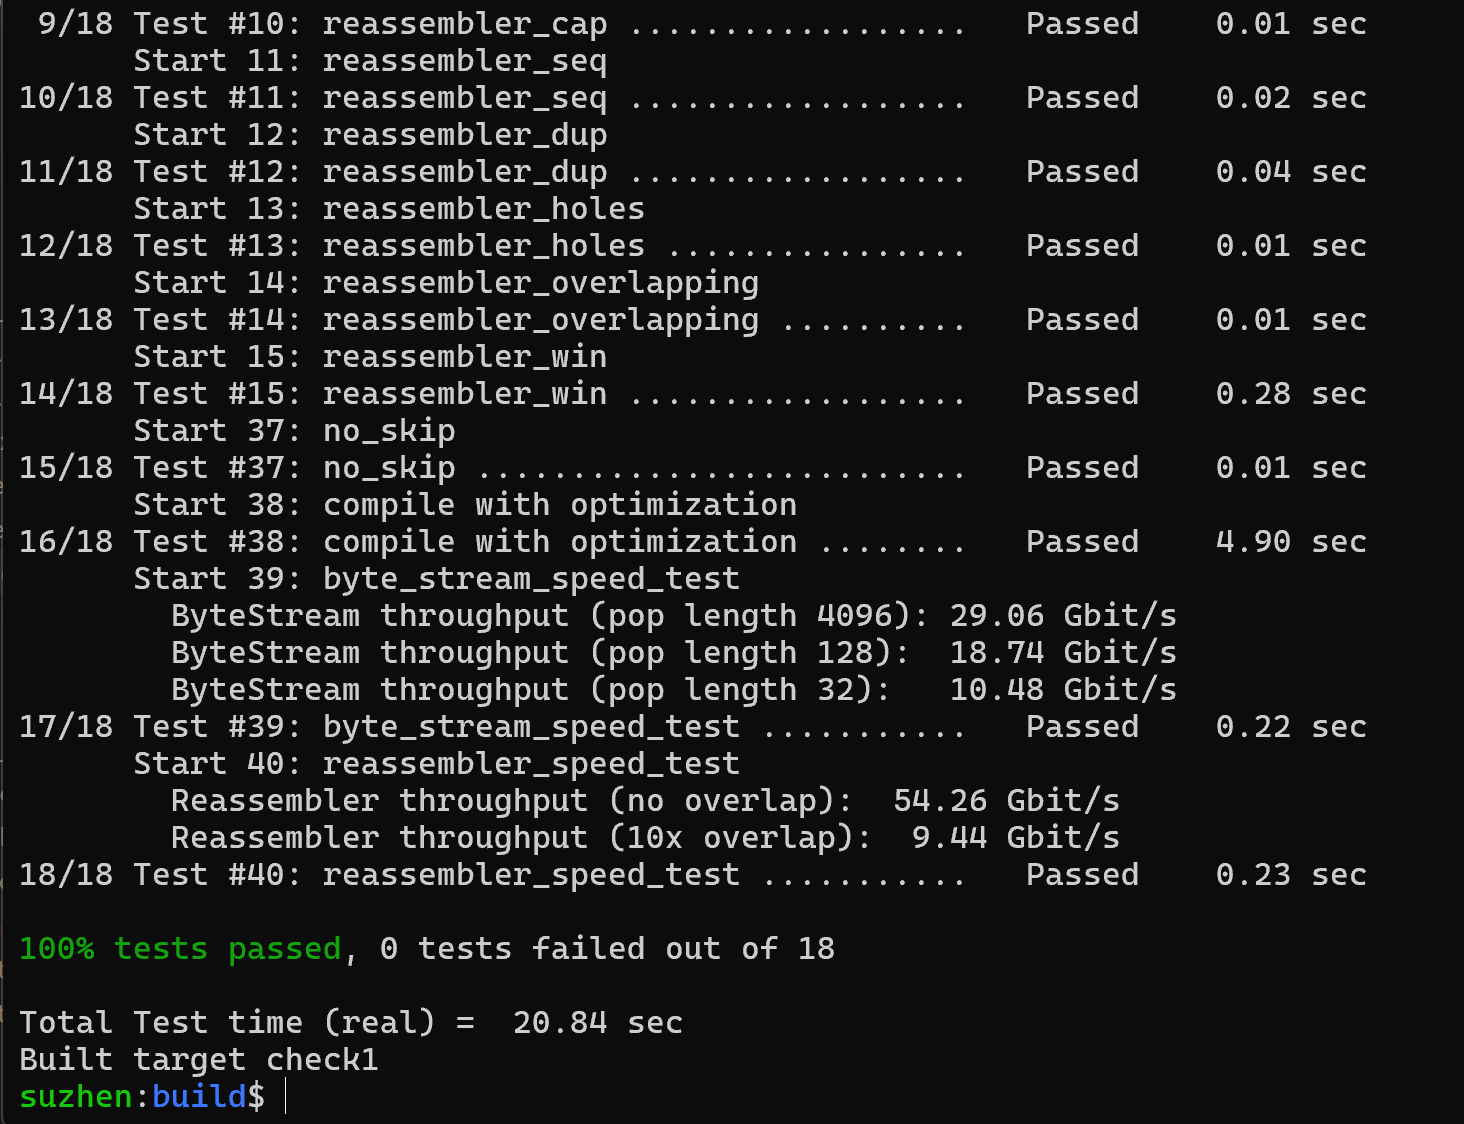 9/18 Test #10: reassembler_cap ..................   Passed    0.01 sec
      Start 11: reassembler_seq
10/18 Test #11: reassembler_seq ..................   Passed    0.02 sec
      Start 12: reassembler_dup
11/18 Test #12: reassembler_dup ..................   Passed    0.04 sec
      Start 13: reassembler_holes
12/18 Test #13: reassembler_holes ................   Passed    0.01 sec
      Start 14: reassembler_overlapping
13/18 Test #14: reassembler_overlapping ..........   Passed    0.01 sec
      Start 15: reassembler_win
14/18 Test #15: reassembler_win ..................   Passed    0.28 sec
      Start 37: no_skip
15/18 Test #37: no_skip ..........................   Passed    0.01 sec
      Start 38: compile with optimization
16/18 Test #38: compile with optimization ........   Passed    4.90 sec
      Start 39: byte_stream_speed_test
        ByteStream throughput (pop length 4096): 29.06 Gbit/s
        ByteStream throughput (pop length 128):  18.74 Gbit/s
        ByteStream throughput (pop length 32):   10.48 Gbit/s
17/18 Test #39: byte_stream_speed_test ...........   Passed    0.22 sec
      Start 40: reassembler_speed_test
        Reassembler throughput (no overlap):  54.26 Gbit/s
        Reassembler throughput (10x overlap):  9.44 Gbit/s
18/18 Test #40: reassembler_speed_test ...........   Passed    0.23 sec
100% tests passed, 0 tests failed out of 18
Total Test time (real) =  20.84 sec
Built target check1
suzhen:build$